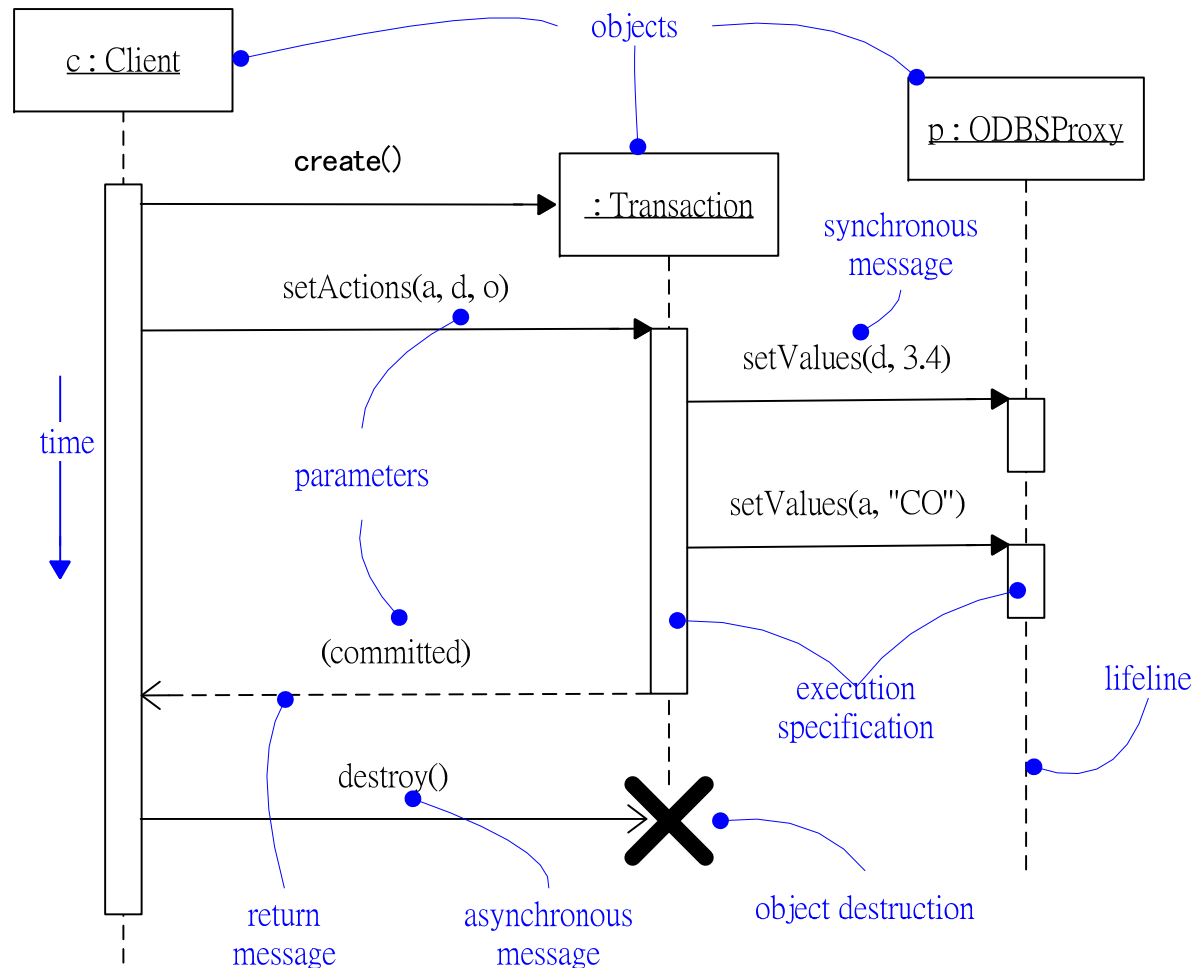 objects
c : Client
p : ODBSProxy
create()
: Transaction
synchronous
message
setActions(a, d, o)
setValues(d, 3.4)
time
parameters
setValues(a, "CO")
(committed)
execution
specification
lifeline
destroy()
return
message
asynchronous
message
object destruction